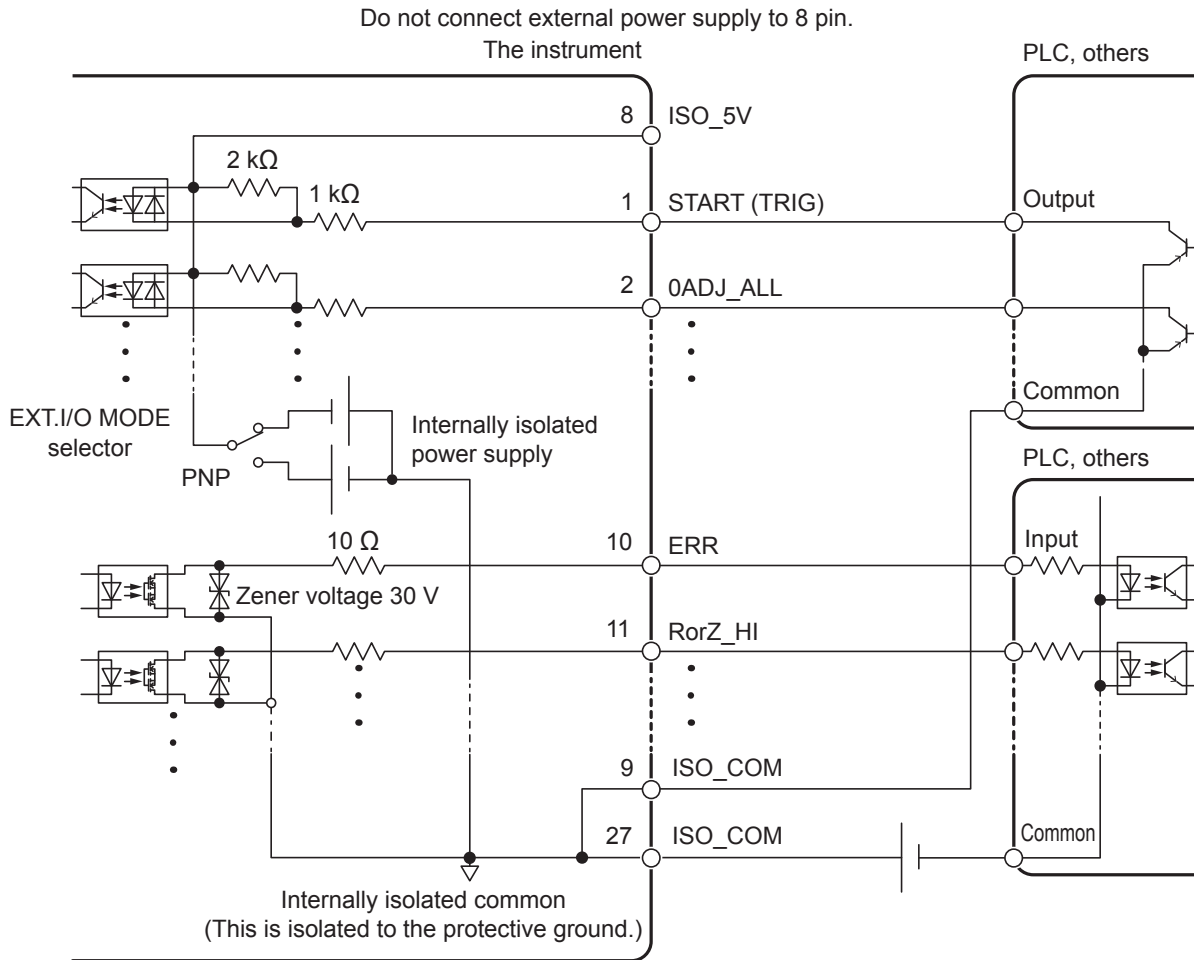 Do not connect external power supply to 8 pin.
The instrument
PLC, others
8 ISO_5V
2 kΩ
1 kΩ
1 START (TRIG)
Output
2 0ADJ_ALL
Common
EXT.I/O MODE
selector
PNP
Internally isolated
power supply
PLC, others
10 Ω
10 ERR
Input
Zener voltage 30 V
11 RorZ_HI
9 ISO_COM
27 ISO_COM
Common
Internally isolated common
(This is isolated to the protective ground.)